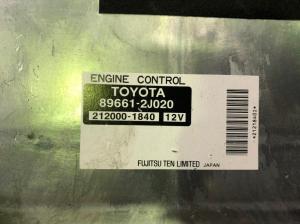 ENGINE CONTROL
TOYOTA
89661-2J020
212000-1840 12V
FUJITSU TEN LIMITED JAPAN